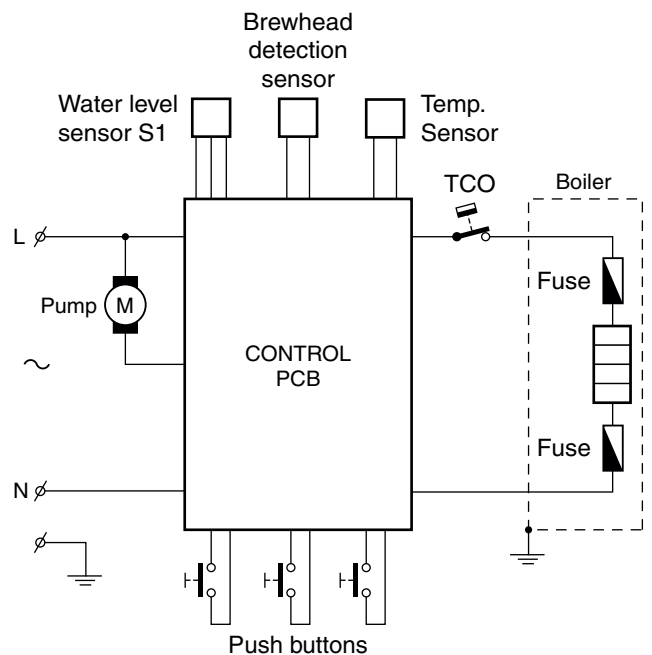 Brewhead
detection
sensor
Water level
sensor S1
Temp.
Sensor
TCO
Boiler
L
Pump
M
Fuse
CONTROL
PCB
Fuse
N
Push buttons